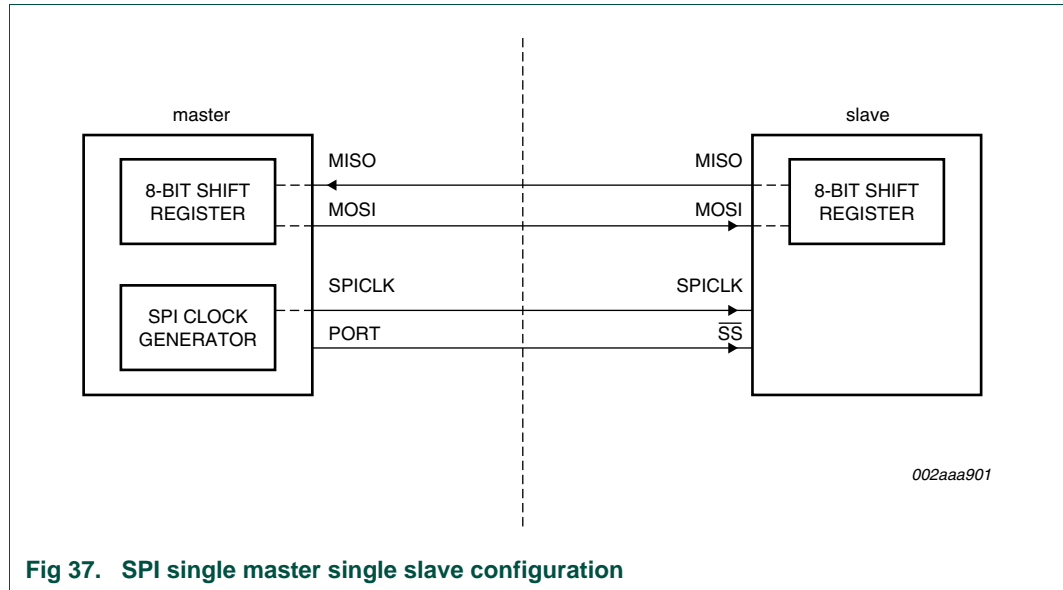 master
slave
8-BIT SHIFT
REGISTER
MISO
MISO
8-BIT SHIFT
REGISTER
MOSI
MOSI
SPI CLOCK
GENERATOR
SPICLK
SPICLK
PORT
S̅S̅
002aaa901
Fig 37. SPI single master single slave configuration